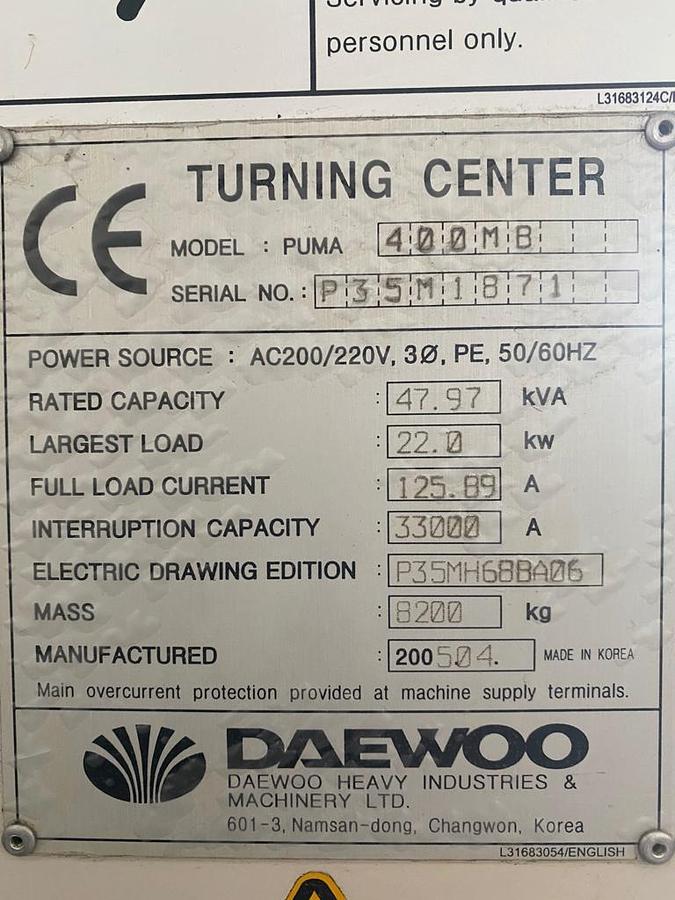 Servicing by
personnel only.
L31683124C/
CE TURNING CENTER
MODEL : PUMA 400MB
SERIAL NO. : P35M1871
POWER SOURCE : AC200/220V, 3Ø, PE, 50/60HZ
RATED CAPACITY : 47.97 kVA
LARGEST LOAD : 22.0 kw
FULL LOAD CURRENT : 125.89 A
INTERRUPTION CAPACITY : 33000 A
ELECTRIC DRAWING EDITION : P35MH68BA06
MASS : 8200 kg
MANUFACTURED : 200504. MADE IN KOREA
Main overcurrent protection provided at machine supply terminals.
DAEWOO
DAEWOO HEAVY INDUSTRIES &
MACHINERY LTD.
601-3, Namsan-dong, Changwon, Korea
L31683054/ENGLISH